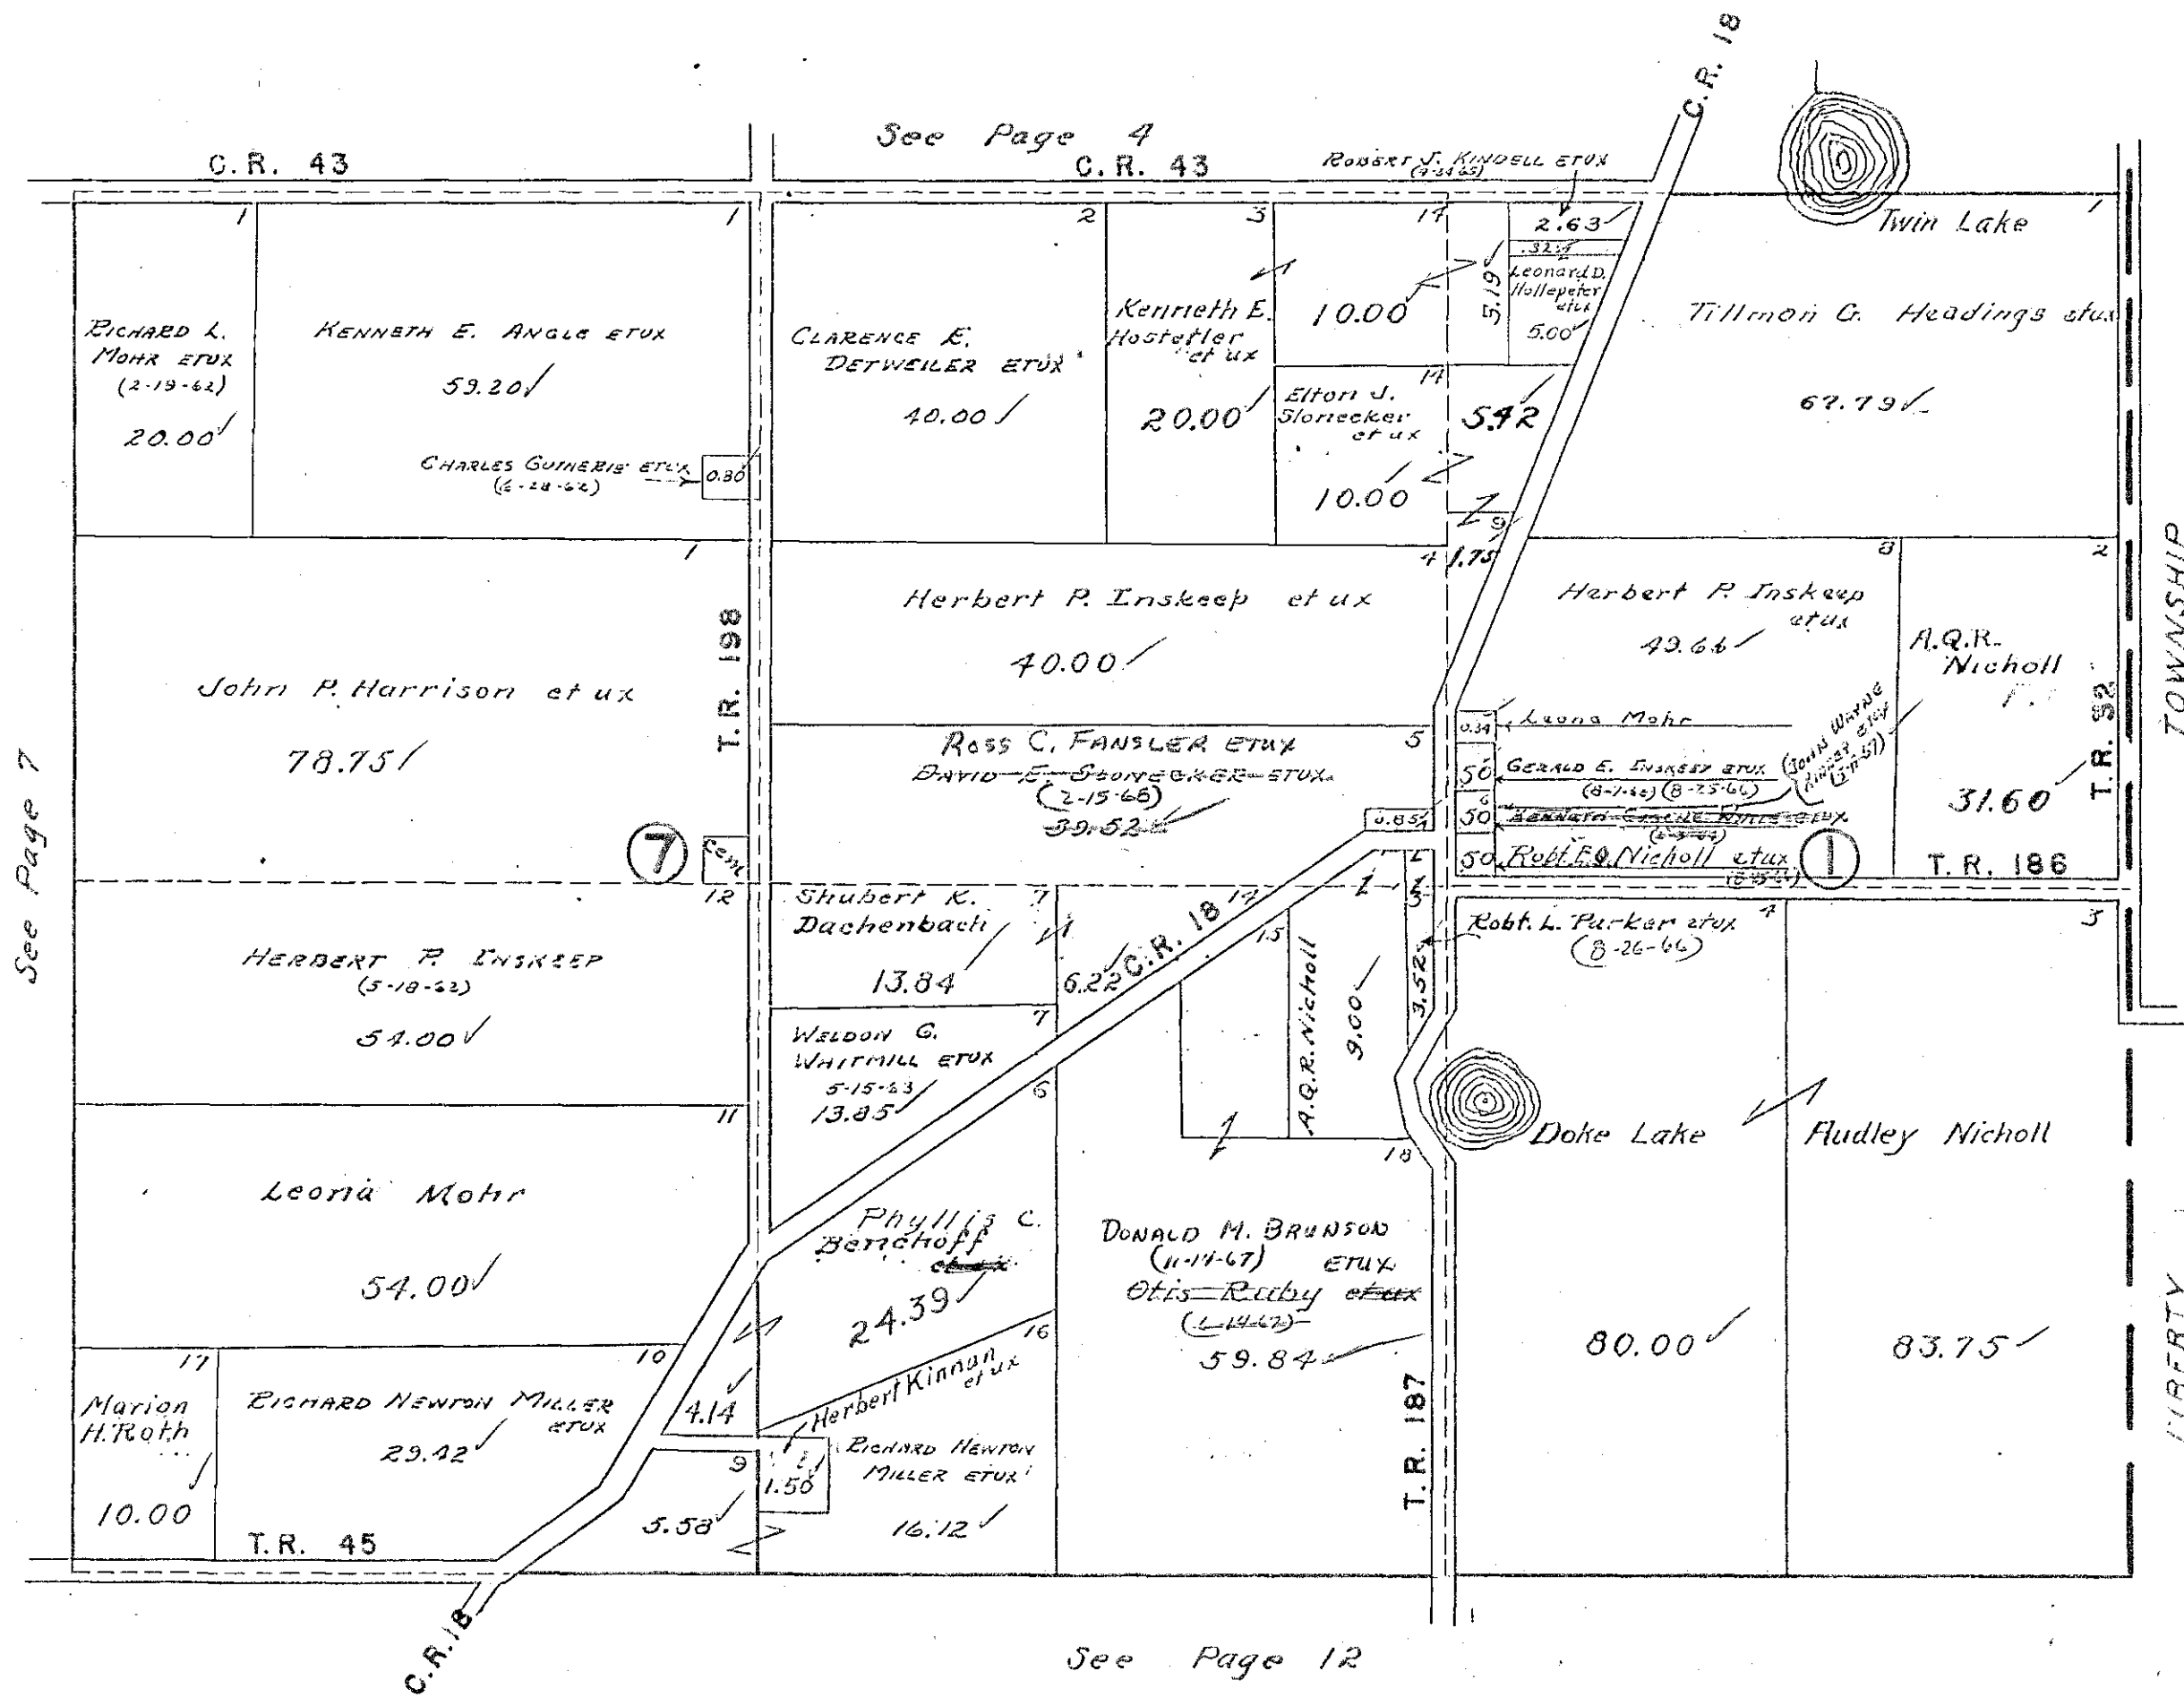 See Page 4
C.R. 43
C.R. 43
C.R. 18
ROBERT J. KINDELL ETUX
1
1
2
3
14
1
2.63
Twin Lake
5.19
Leonard D.
Hollepeter
etux
5.00
RICHARD L.
MOHR ETUX
(2-19-62)
20.00
KENNETH E. ANGLE ETUX
59.20
CHARLES ETUX
(6-28-62)
0.80
CLARENCE E.
DETWEILER ETUX
40.00
Kenneth E.
Hostetler
et ux
20.00
10.00
14
Elton J.
Slonecker
et ux
10.00
5.42
9
1.75
Tillmon G. Headings etux
67.79
1
John P. Harrison et ux
78.75
T.R. 198
4
Herbert P. Inskeep et ux
40.00
8
Herbert P. Inskeep
etux
49.66
2
A.Q.R.
Nicholl
31.60
T.R. 52
TOWNSHIP
See Page 7
5
ROSS C. FANSLER ETUX
DAVID E. SLONECKER ETUX
(2-15-68)
39.52
0.85
0.34
Leona Mohr
50
GERALD E. INSKEEP ETUX
(8-25-66)
JOHN WAYNE
ETUX
6
50
50
Robt. E.Q. Nicholl etux
7
cem
1
T.R. 186
12
HERBERT P. INSKEEP
(5-18-62)
54.00
Shubert K.
Dachenbach
7
13.84
14
6.22
C.R. 18
15
A.Q.R. Nicholl
9.00
3
3.52
Robt. L. Parker etux
(8-26-66)
4
3
WELDON G.
WHITMILL ETUX
5-15-63
13.85
7
6
11
Leona Mohr
54.00
18
Doke Lake
80.00
Audley Nicholl
83.75
LIBERTY
Phyllis C.
Benchoff
24.39
DONALD M. BRUNSON
(11-14-67) ETUX
Otis Ruby etux
59.84
T.R. 187
17
Marion
H. Roth
10.00
10
RICHARD NEWTON MILLER
ETUX
29.42
4.14
16
Herbert Kinnan
et ux
1.50
RICHARD NEWTON
MILLER ETUX
16.12
9
5.58
T.R. 45
C.R. 18
See Page 12